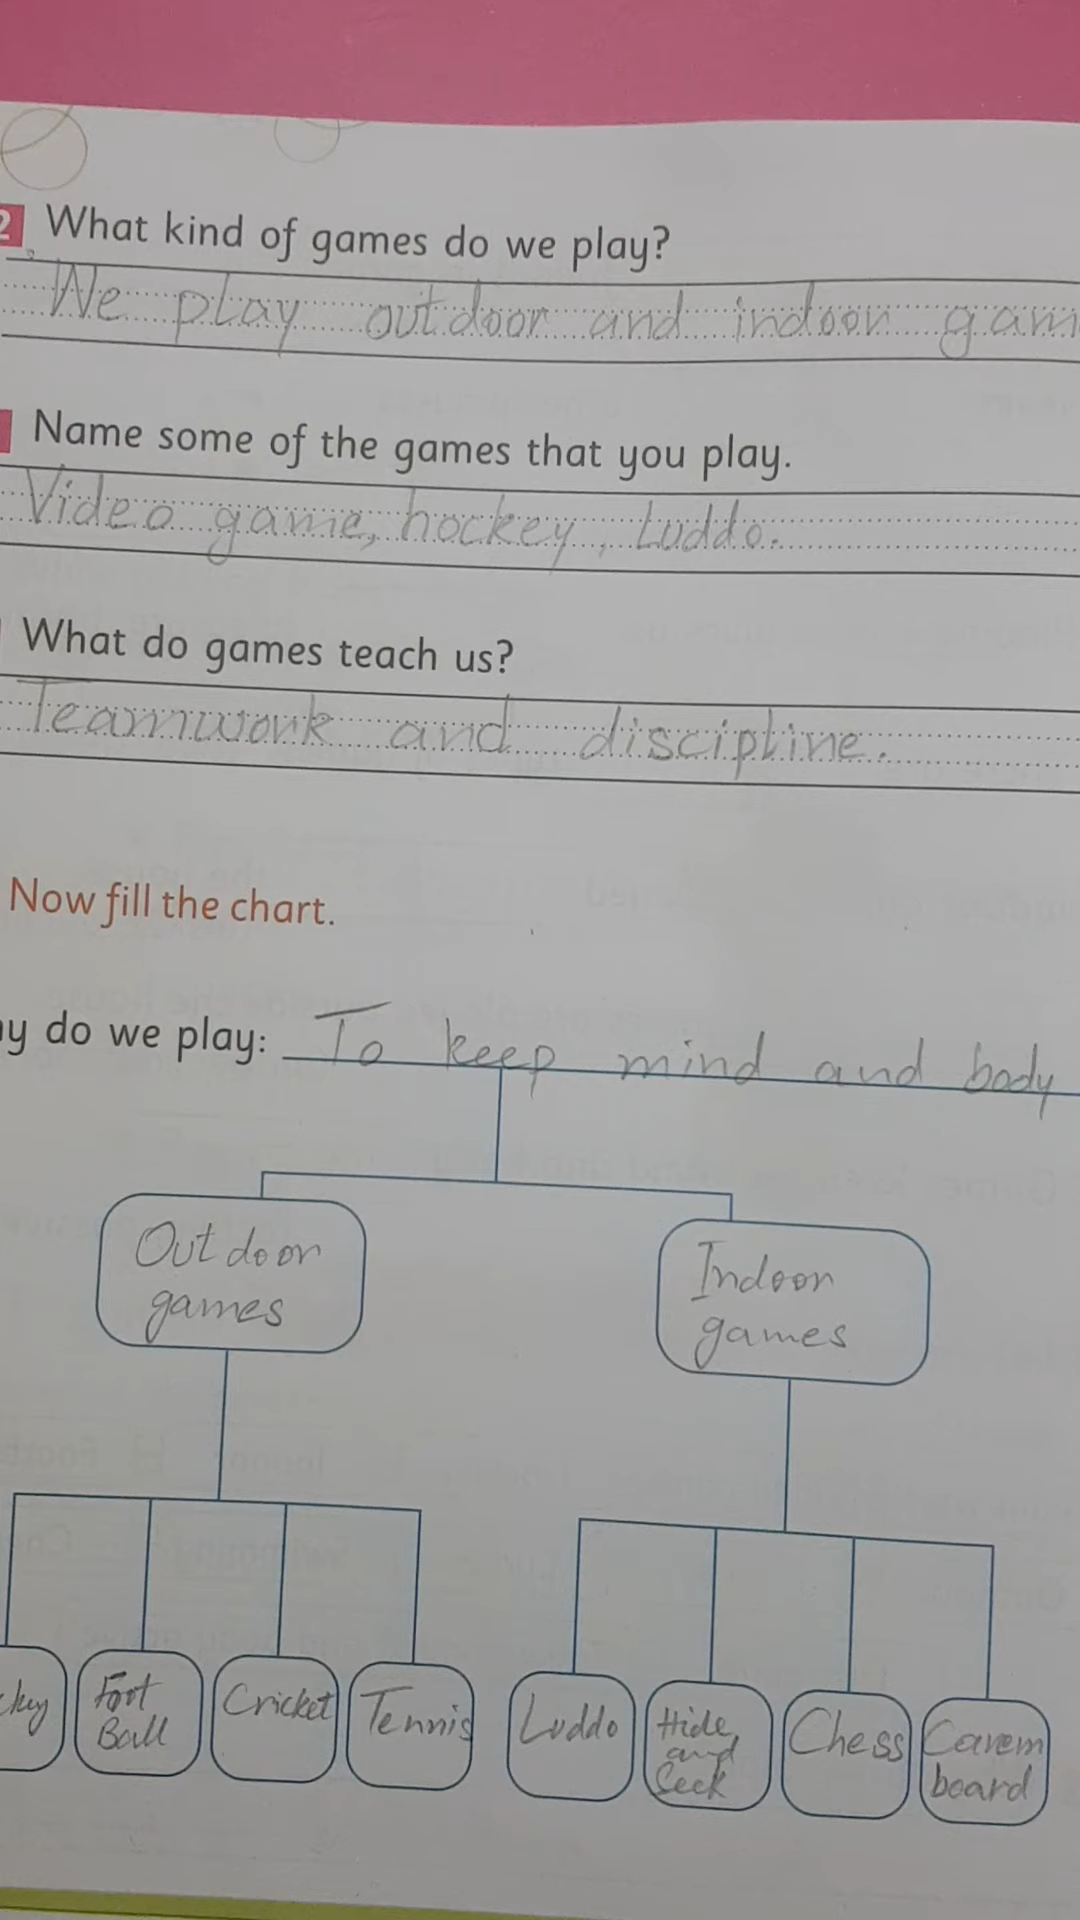 2 What kind of games do we play?
We play outdoor and indoor gam
Name some of the games that you play.
Video game, hockey, Luddo.
What do games teach us?
Teamwork and discipline.
Now fill the chart.
y do we play: To keep mind and body
Outdoor games
Indoor games
ckey
Foot Ball
Cricket
Tennis
Luddo
Hide and Seek
Chess
Carem board